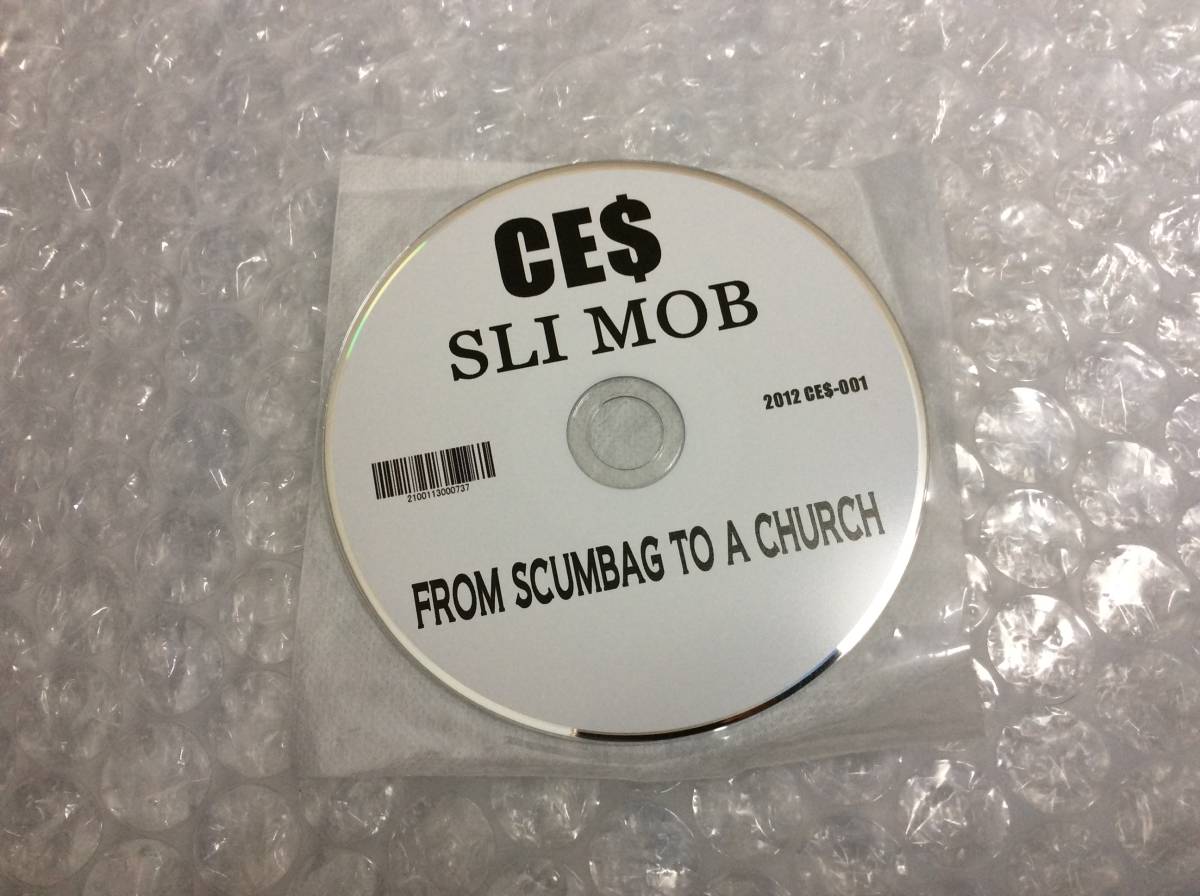 CE$
SLI MOB
2012 CE$-001
2100113000737
FROM SCUMBAG TO A CHURCH